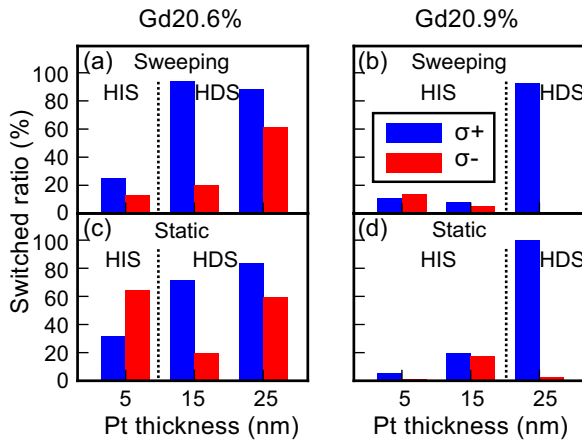 Gd20.6%
Gd20.9%
Switched ratio (%)
(a)
Sweeping
HIS
HDS
100
80
60
40
20
0
(b)
Sweeping
HIS
HDS
σ+
σ-
(c)
Static
HIS
HDS
100
80
60
40
20
0
5
15
25
Pt thickness (nm)
(d)
Static
HIS
HDS
5
15
25
Pt thickness (nm)